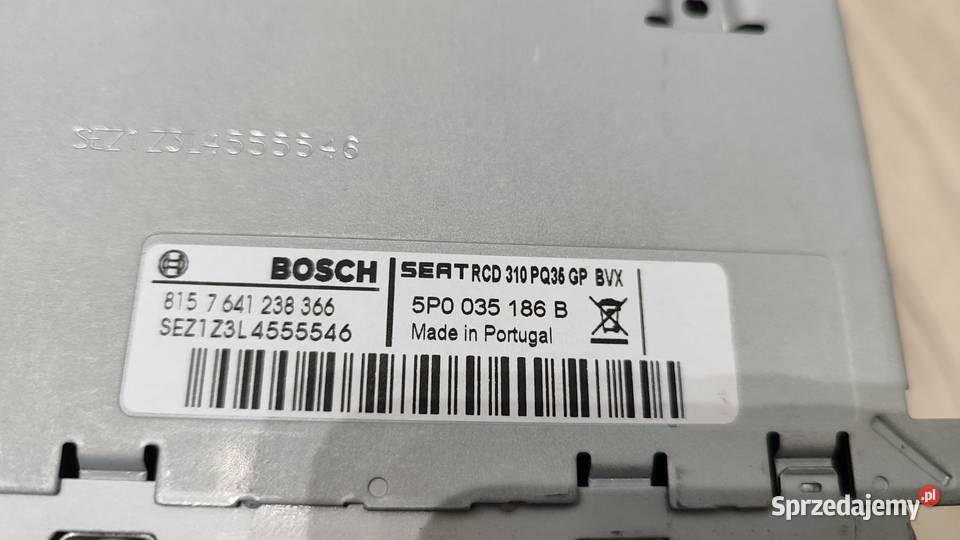 SEZ1Z3L4555546
BOSCH
815 7 641 238 366
SEZ1Z3L4555546
SEAT RCD 310 PQ35 GP BVX
5P0 035 186 B
Made in Portugal
Sprzedajemy.pl